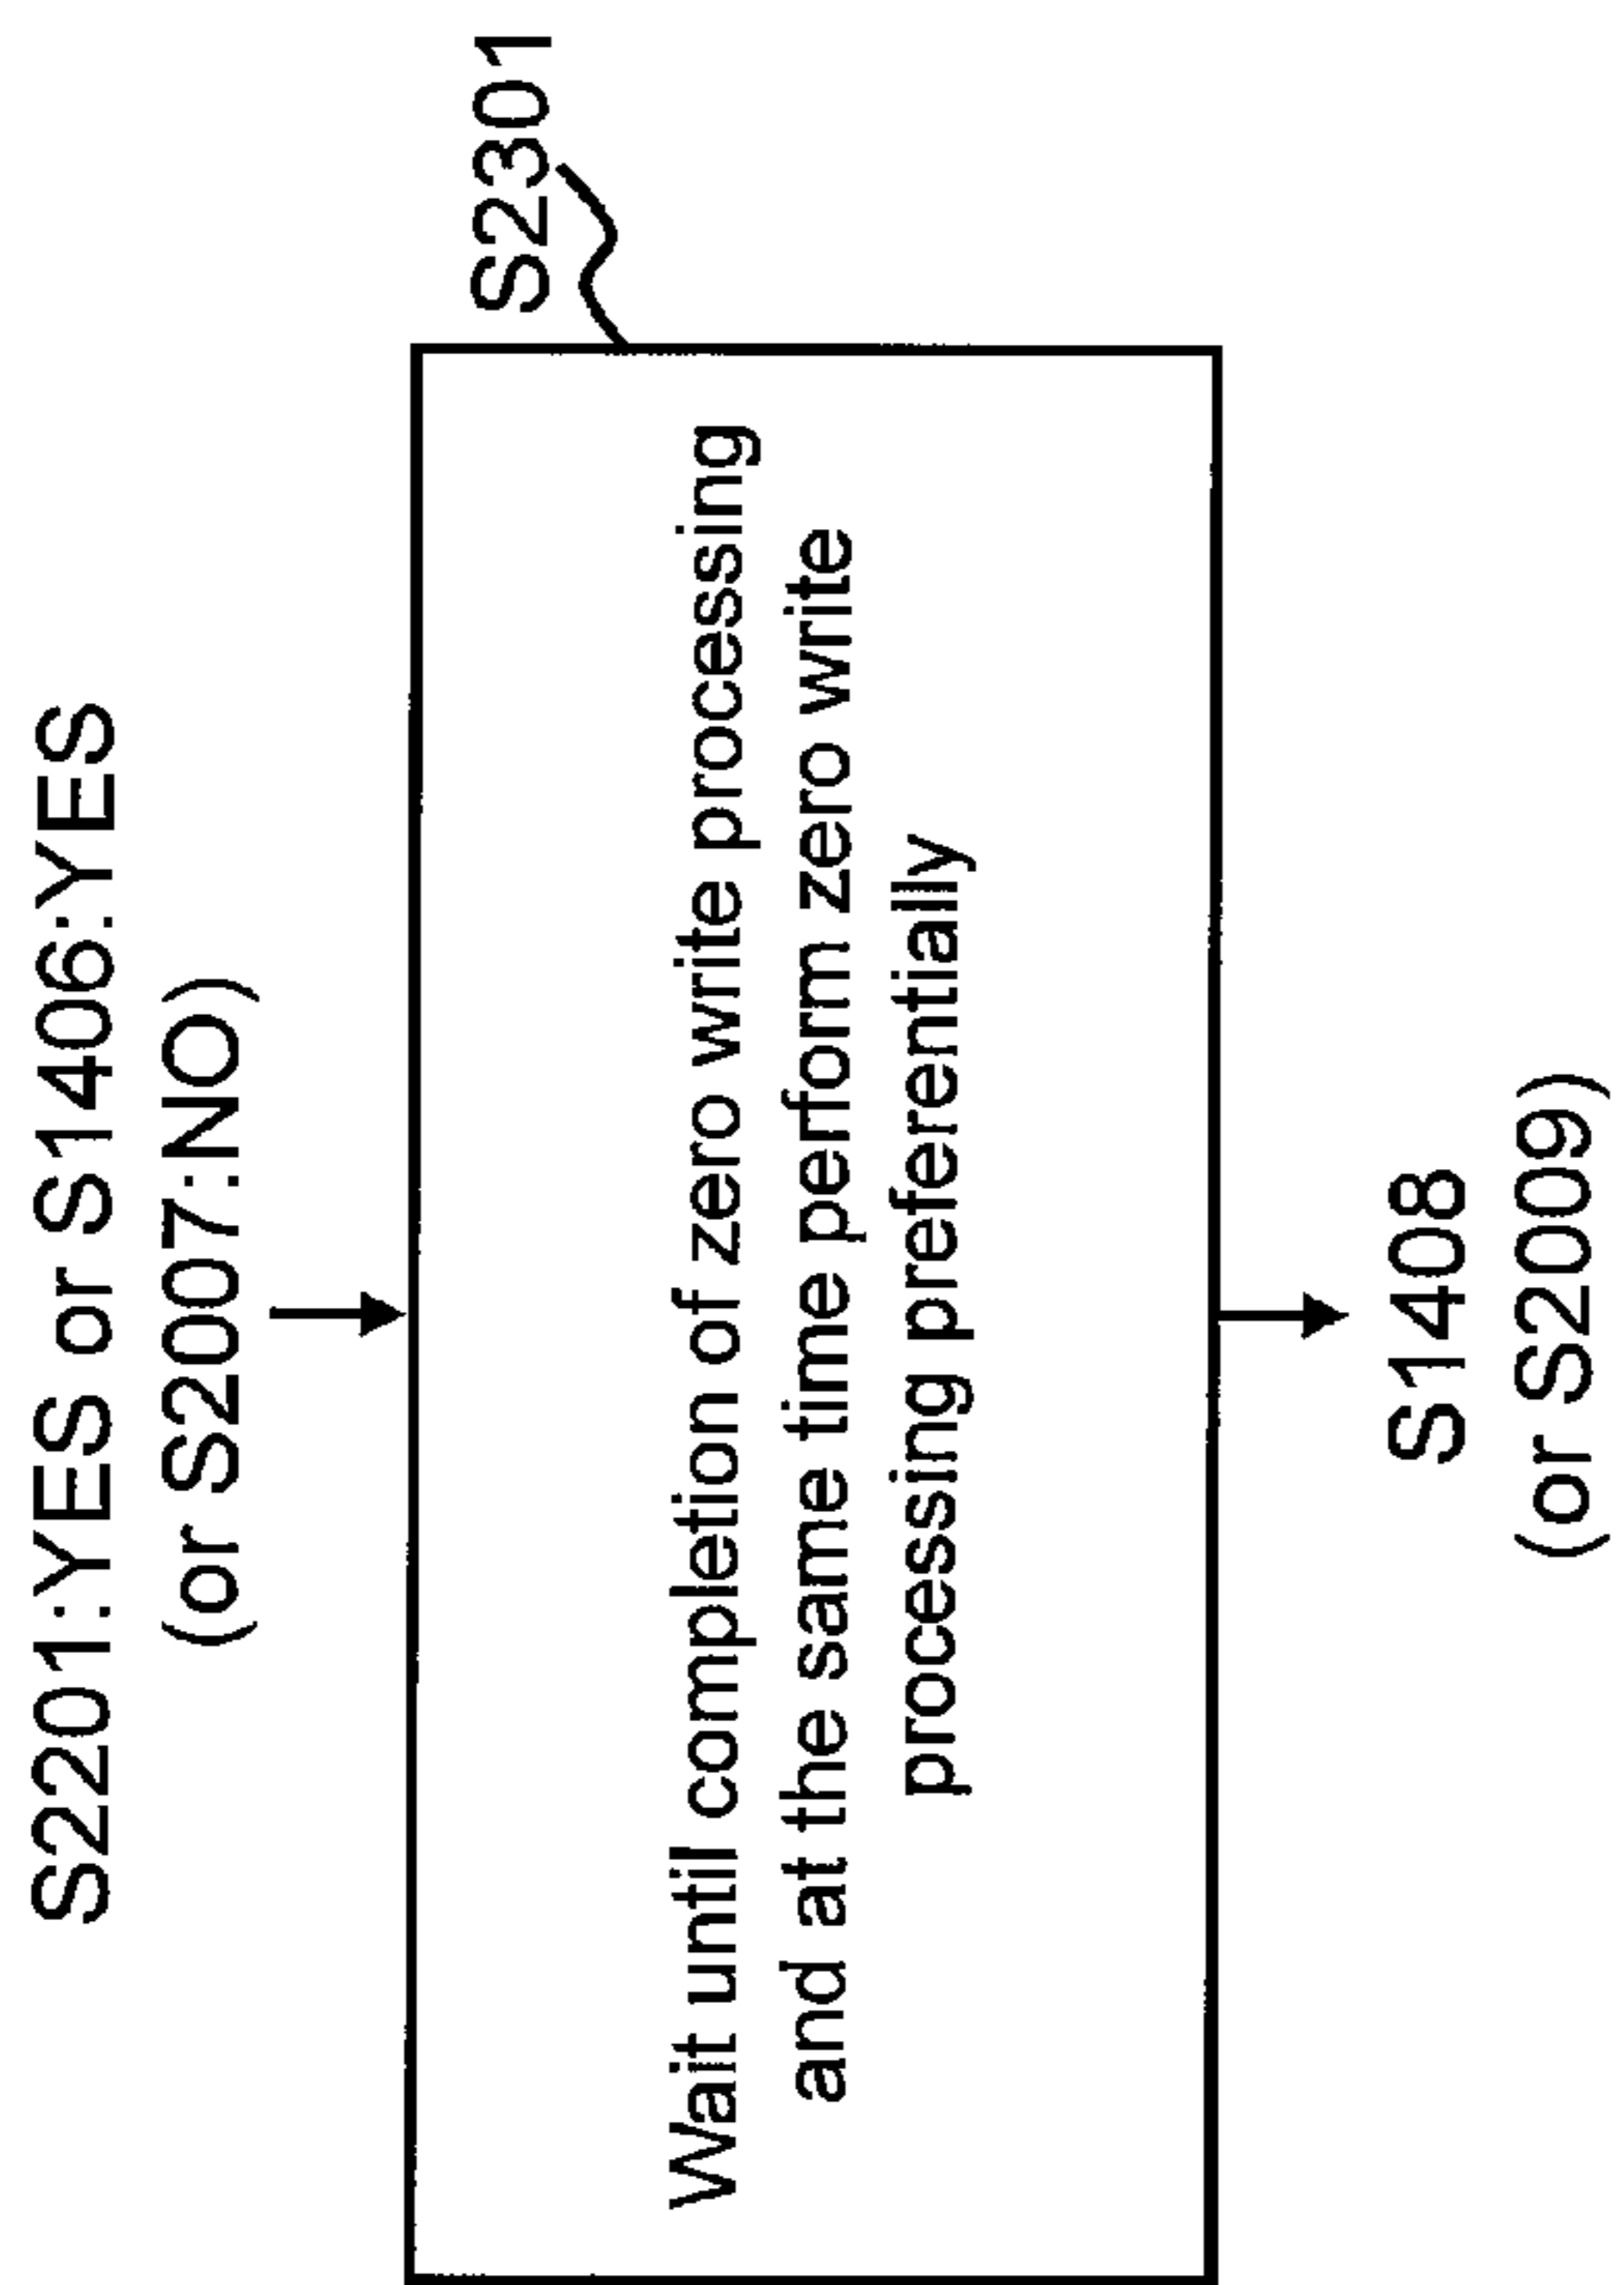 S2201:YES or S1406:YES
(or S2007:NO)
S2301
Wait until completion of zero write processing
and at the same time perform zero write
processing preferentially
S1408
(or S2009)